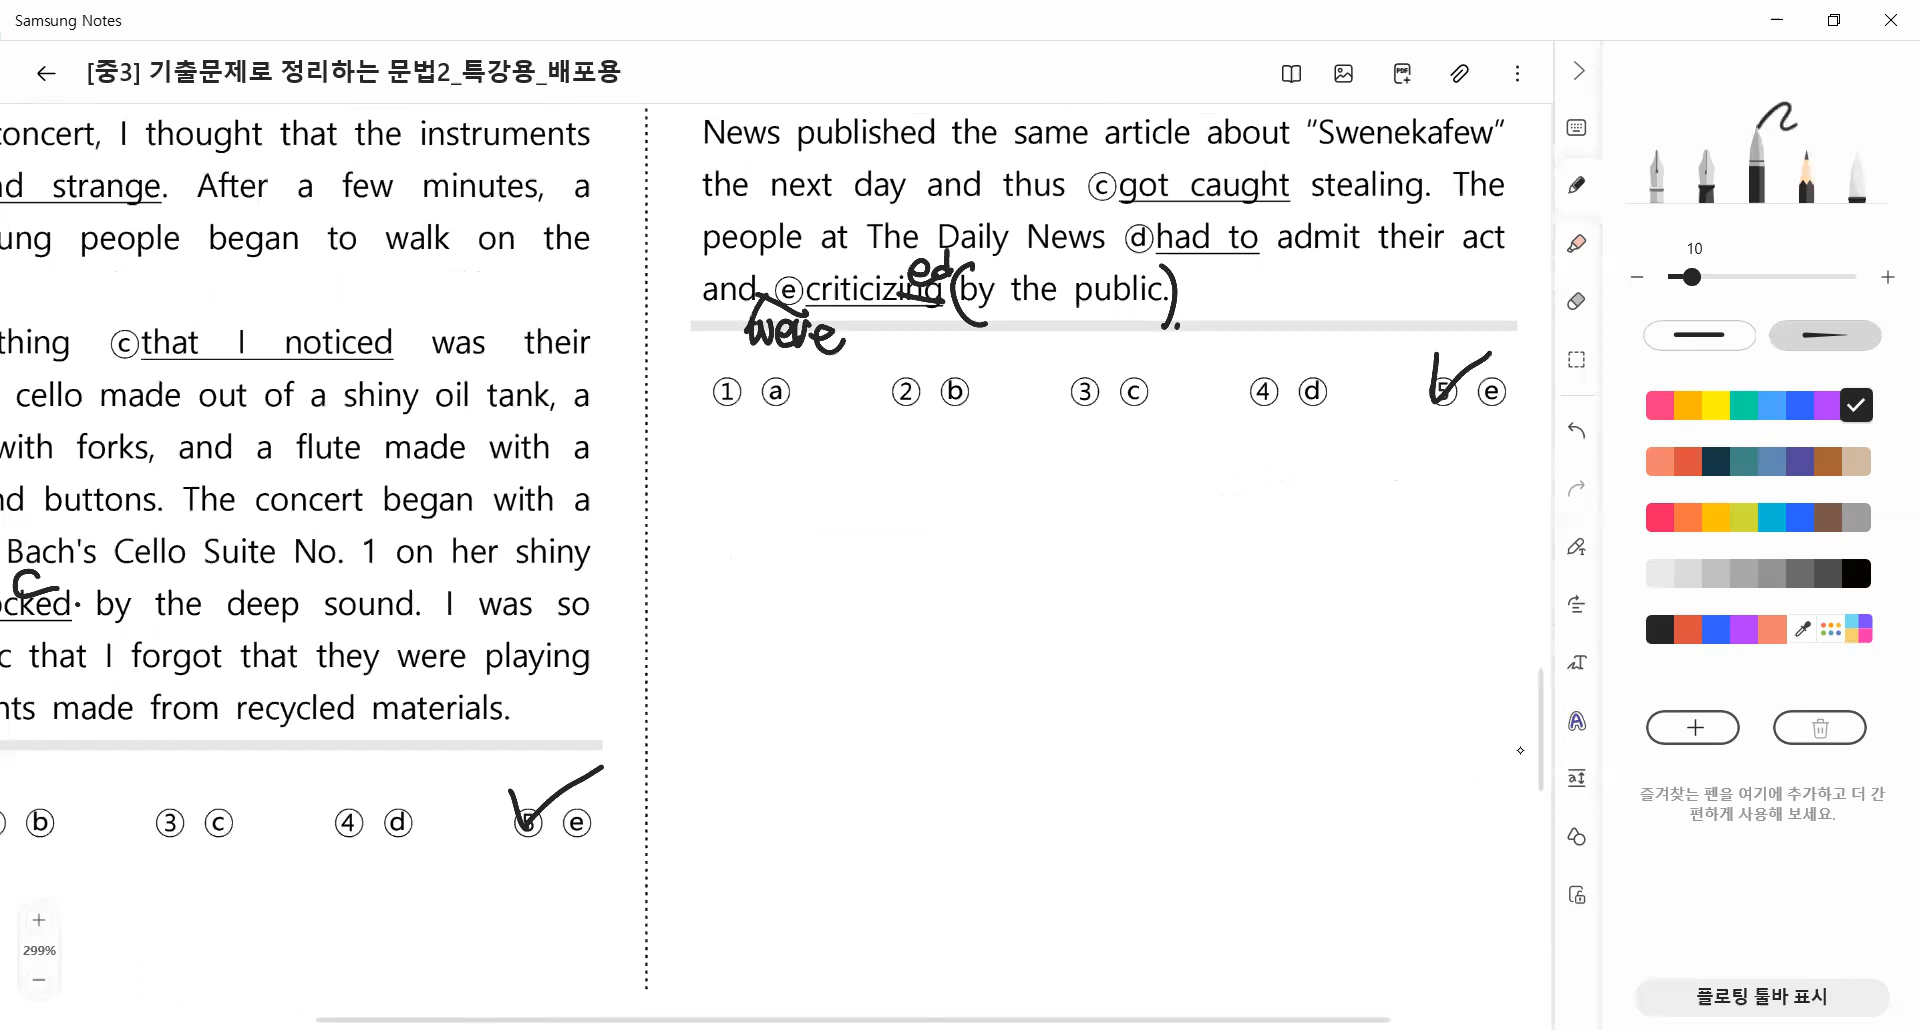 Samsung Notes
[중3] 기출문제로 정리하는 문법2_특강용_배포용
concert, I thought that the instruments
nd strange. After a few minutes, a
ung people began to walk on the
thing ⓒthat I noticed was their
cello made out of a shiny oil tank, a
with forks, and a flute made with a
nd buttons. The concert began with a
Bach's Cello Suite No. 1 on her shiny
c
ocked by the deep sound. I was so
c that I forgot that they were playing
nts made from recycled materials.
ⓑ ③ ⓒ ④ ⓓ ⑤ ⓔ
News published the same article about “Swenekafew”
the next day and thus ⓒgot caught stealing. The
people at The Daily News ⓓhad to admit their act
ed
and ⓔcriticizing (by the public.)
were
① ⓐ ② ⓑ ③ ⓒ ④ ⓓ ⑤ ⓔ
299%
10
즐겨찾는 펜을 여기에 추가하고 더 간
편하게 사용해 보세요.
플로팅 툴바 표시